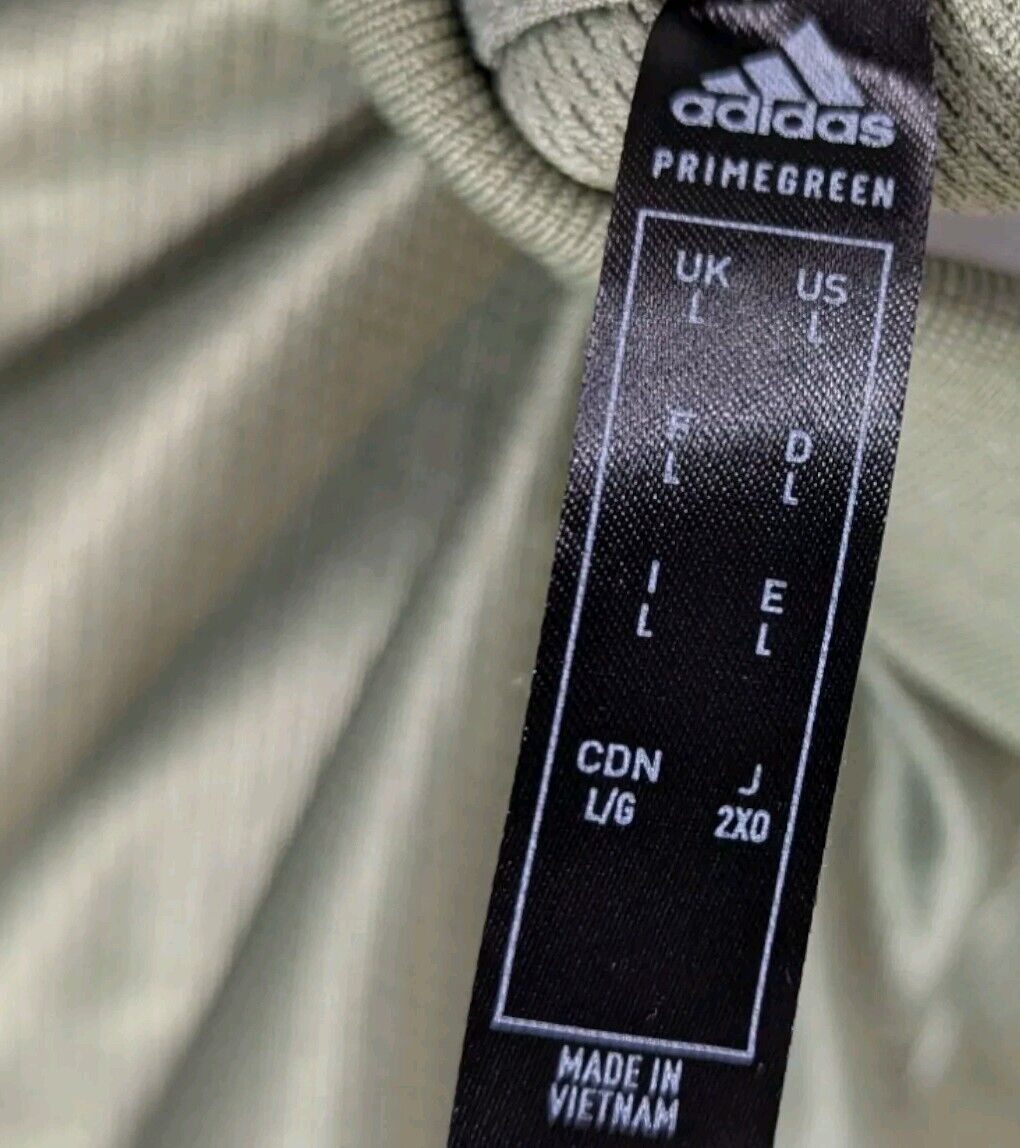 adidas
PRIMEGREEN
UK US
L L
F D
L L
I E
L L
CDN J
L/G 2XO
MADE IN
VIETNAM